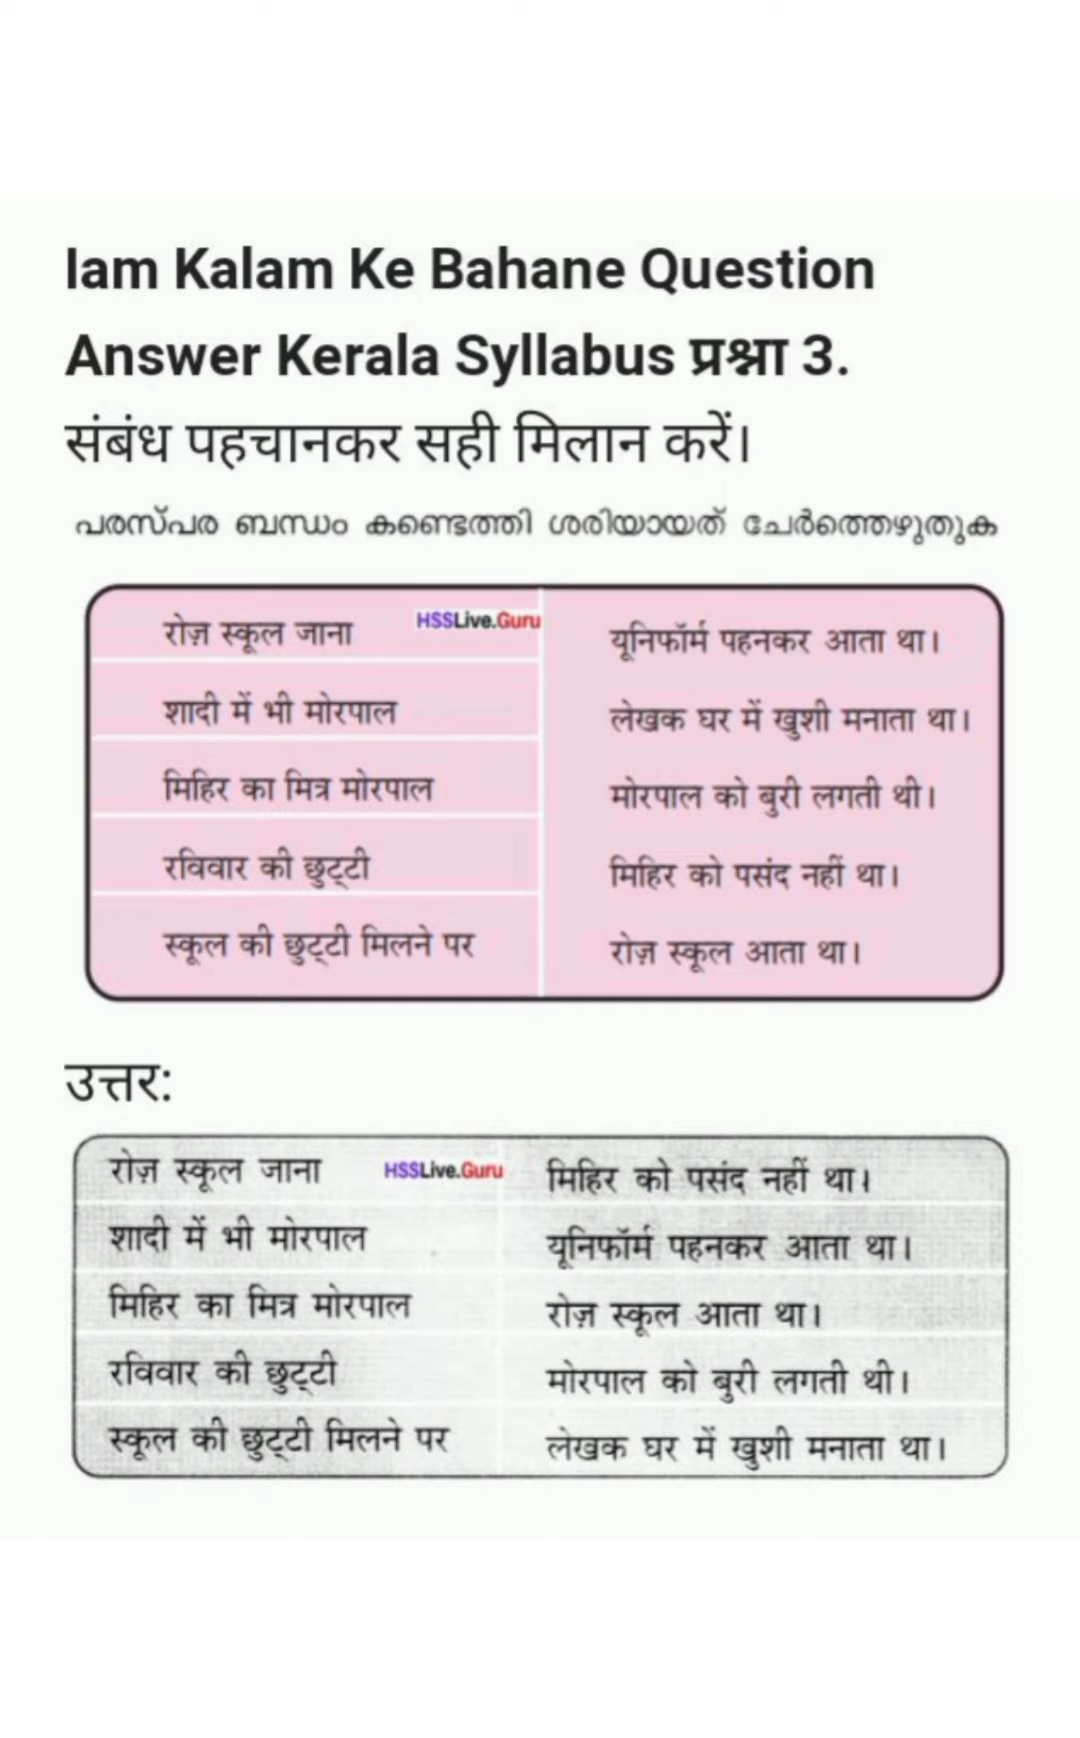 Iam Kalam Ke Bahane Question
Answer Kerala Syllabus प्रश्ना 3.
संबंध पहचानकर सही मिलान करें।
പരസ്പര ബന്ധം കണ്ടെത്തി ശരിയായത് ചേർത്തെഴുതുക
रोज़ स्कूल जाना HSSLive.Guru यूनिफॉर्म पहनकर आता था।
शादी में भी मोरपाल लेखक घर में खुशी मनाता था।
मिहिर का मित्र मोरपाल मोरपाल को बुरी लगती थी।
रविवार की छुट्टी मिहिर को पसंद नहीं था।
स्कूल की छुट्टी मिलने पर रोज़ स्कूल आता था।
उत्तर:
रोज़ स्कूल जाना HSSLive.Guru मिहिर को पसंद नहीं था।
शादी में भी मोरपाल यूनिफॉर्म पहनकर आता था।
मिहिर का मित्र मोरपाल रोज़ स्कूल आता था।
रविवार की छुट्टी मोरपाल को बुरी लगती थी।
स्कूल की छुट्टी मिलने पर लेखक घर में खुशी मनाता था।